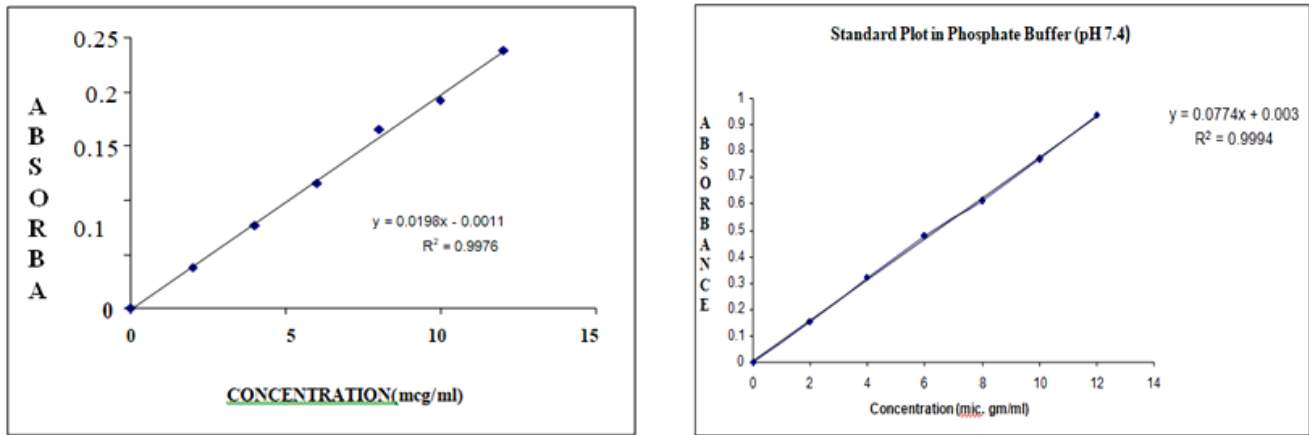 0.25
0.2
0.15
0.1
0
A
B
S
O
R
B
A
y = 0.0198x - 0.0011
R² = 0.9976
0
5
10
15
CONCENTRATION(mcg/ml)
Standard Plot in Phosphate Buffer (pH 7.4)
A
B
S
O
R
B
A
N
C
E
1
0.9
0.8
0.7
0.6
0.5
0.4
0.3
0.2
0.1
0
y = 0.0774x + 0.003
R² = 0.9994
0 2 4 6 8 10 12 14
Concentration (mic. gm/ml)